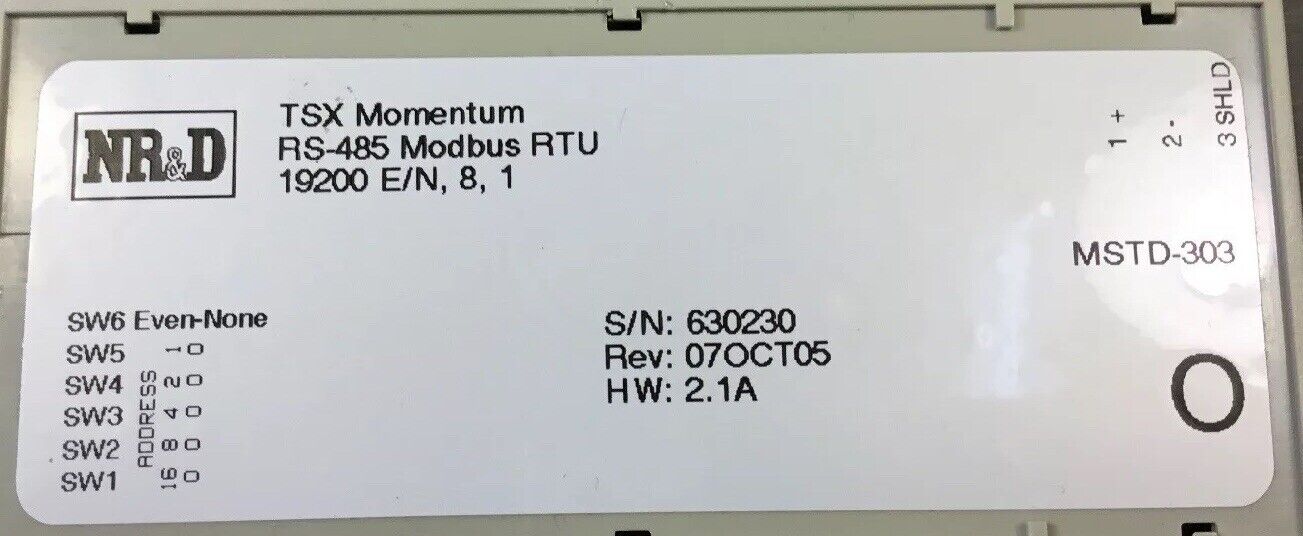 NR&D
TSX Momentum
RS-485 Modbus RTU
19200 E/N, 8, 1
1 +
2 -
3 SHLD
MSTD-303
SW6 Even-None
SW5 1 0
SW4 2 0
SW3 4 0
SW2 8 0
SW1 16 0
ADDRESS
S/N: 630230
Rev: 07OCT05
HW: 2.1A
O